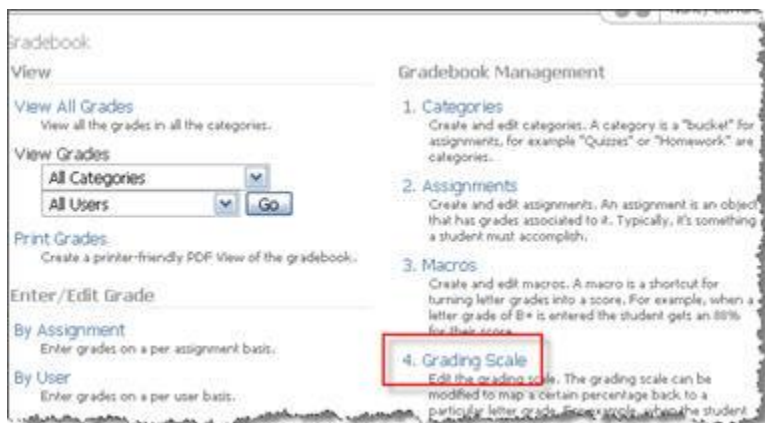 Gradebook
View
View All Grades
View all the grades in all the categories.
View Grades
All Categories
All Users
Go
Print Grades
Create a printer-friendly PDF View of the gradebook.
Enter/Edit Grade
By Assignment
Enter grades on a per assignment basis.
By User
Enter grades on a per user basis.
Gradebook Management
1. Categories
Create and edit categories. A category is a "bucket" for
assignments, for example "Quizzes" or "Homework" are
categories.
2. Assignments
Create and edit assignments. An assignment is an object
that has grades associated to it. Typically, it's something
a student must accomplish.
3. Macros
Create and edit macros. A macro is a shortcut for
turning letter grades into a score. For example, when a
letter grade of B+ is entered the student gets an 88%
for their score.
4. Grading Scale
Edit the grading scale. The grading scale can be
modified to map a certain percentage back to a
particular letter grade. For example, when the student